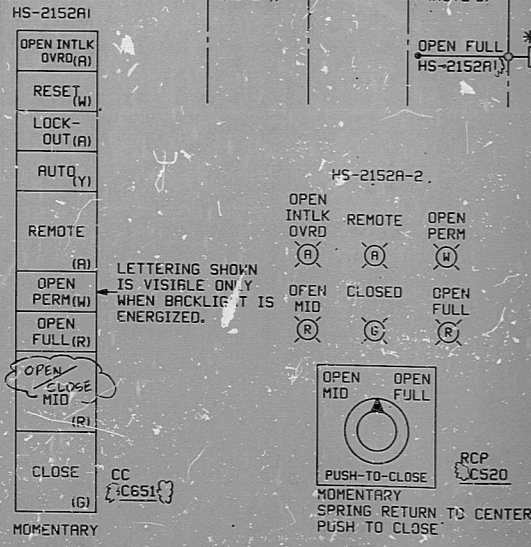 HS-2152A1
OPEN INTLK
OVRD(A)
RESET
(W)
LOCK-
OUT(A)
AUTO
(Y)
REMOTE
(A)
OPEN
PERM(W)
OPEN
FULL(R)
OPEN/
CLOSE
MID
(R)
CLOSE
(G)
MOMENTARY
CC
C651
LETTERING SHOWN
IS VISIBLE ONLY
WHEN BACKLIGHT IS
ENERGIZED.
OPEN FULL
HS-2152A1
HS-2152A-2
OPEN
INTLK
OVRD
A
REMOTE
A
OPEN
PERM
W
OPEN
MID
R
CLOSED
G
OPEN
FULL
R
OPEN
MID
OPEN
FULL
PUSH-TO-CLOSE
MOMENTARY
SPRING RETURN TO CENTER
PUSH TO CLOSE
RCP
C520